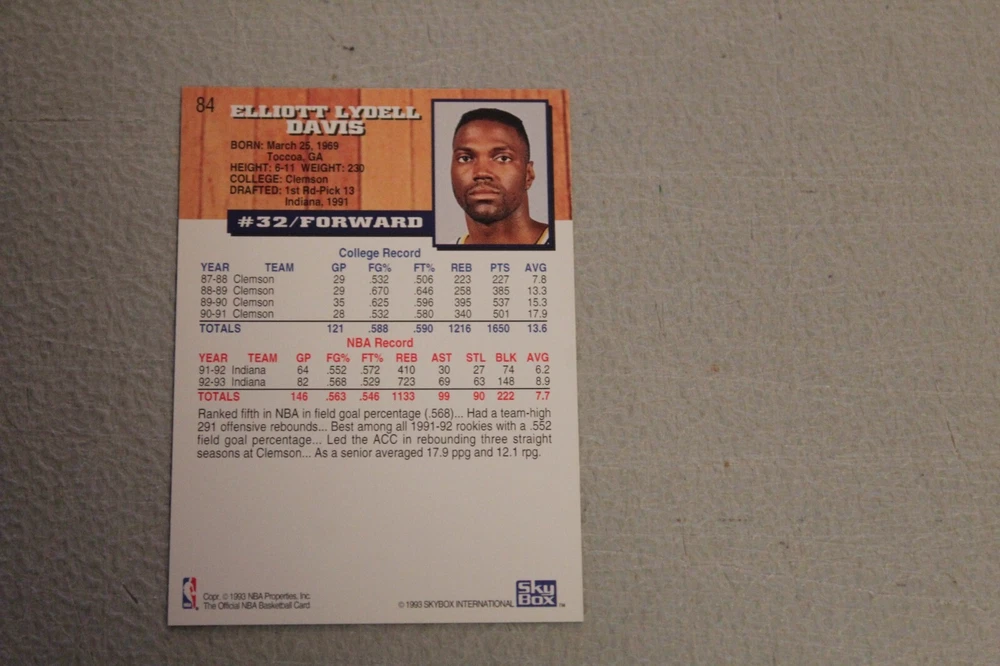 84
ELLIOTT LYDELL
DAVIS
BORN: March 25, 1969
Toccoa, GA
HEIGHT: 6-11 WEIGHT: 230
COLLEGE: Clemson
DRAFTED: 1st Rd-Pick 13
Indiana, 1991
#32/FORWARD
College Record
YEAR TEAM GP FG% FT% REB PTS AVG
87-88 Clemson 29 .532 .506 223 227 7.8
88-89 Clemson 29 .670 .646 258 385 13.3
89-90 Clemson 35 .625 .596 395 537 15.3
90-91 Clemson 28 .532 .580 340 501 17.9
TOTALS 121 .588 .590 1216 1650 13.6
NBA Record
YEAR TEAM GP FG% FT% REB AST STL BLK AVG
91-92 Indiana 64 .552 .572 410 30 27 74 6.2
92-93 Indiana 82 .568 .529 723 69 63 148 8.9
TOTALS 146 .563 .546 1133 99 90 222 7.7
Ranked fifth in NBA in field goal percentage (.568)... Had a team-high
291 offensive rebounds... Best among all 1991-92 rookies with a .552
field goal percentage... Led the ACC in rebounding three straight
seasons at Clemson... As a senior averaged 17.9 ppg and 12.1 rpg.
Copr. © 1993 NBA Properties, Inc
The Official NBA Basketball Card
© 1993 SKYBOX INTERNATIONAL
Sky
Box™